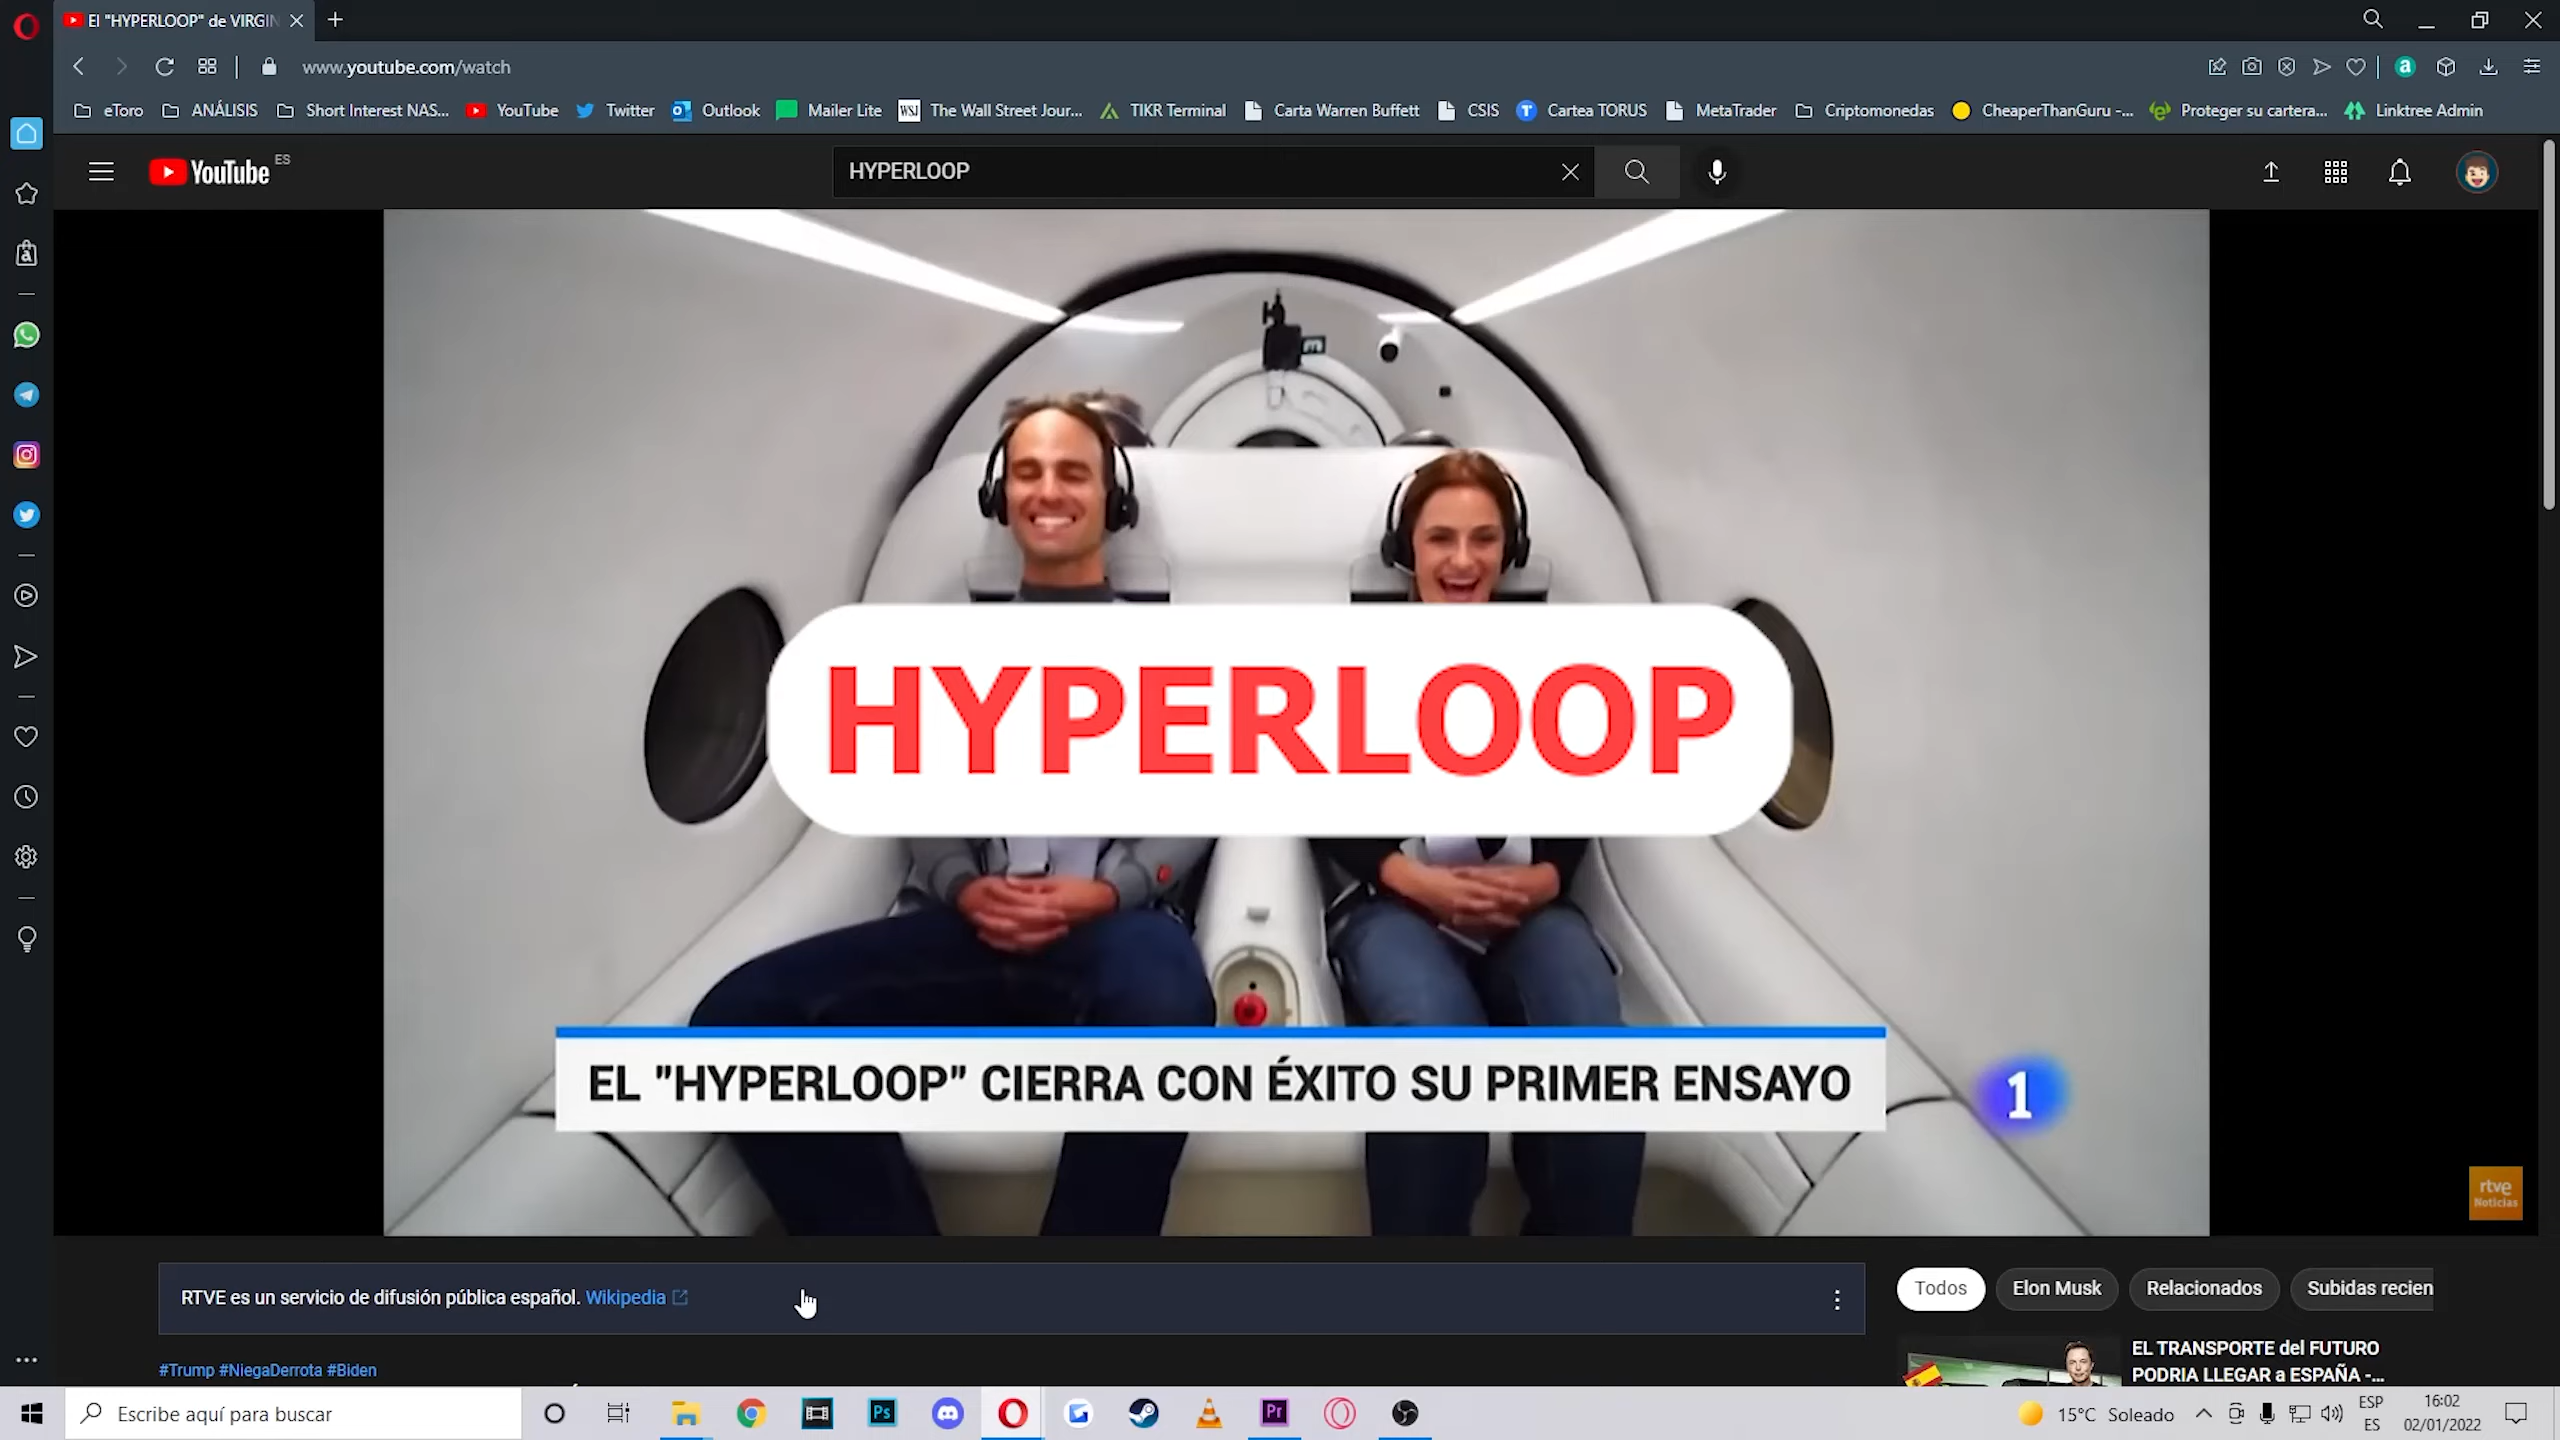 El "HYPERLOOP" de VIRGIN
www.youtube.com/watch
eToro ANÁLISIS Short Interest NAS... YouTube Twitter Outlook Mailer Lite WSJ The Wall Street Jour... TIKR Terminal Carta Warren Buffett CSIS Cartea TORUS MetaTrader Criptomonedas CheaperThanGuru -... Proteger su cartera... Linktree Admin
YouTube ES
HYPERLOOP
HYPERLOOP
EL "HYPERLOOP" CIERRA CON ÉXITO SU PRIMER ENSAYO
1
rtve
Noticias
RTVE es un servicio de difusión pública español. Wikipedia
Todos Elon Musk Relacionados Subidas recien
#Trump #NiegaDerrota #Biden
EL TRANSPORTE del FUTURO
PODRIA LLEGAR a ESPAÑA -...
Escribe aquí para buscar
Ps
Pr
15°C Soleado
ESP
ES
16:02
02/01/2022